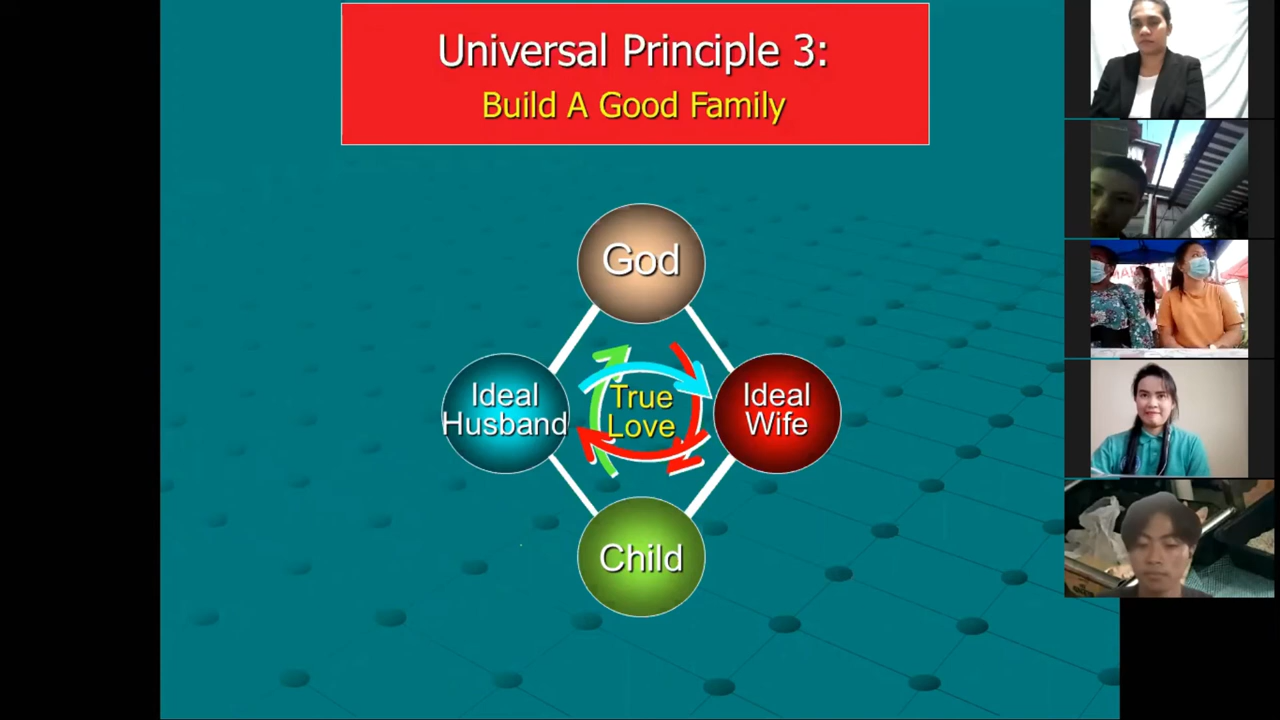 Universal Principle 3:
Build A Good Family
God
Ideal
Husband
True
Love
Ideal
Wife
Child